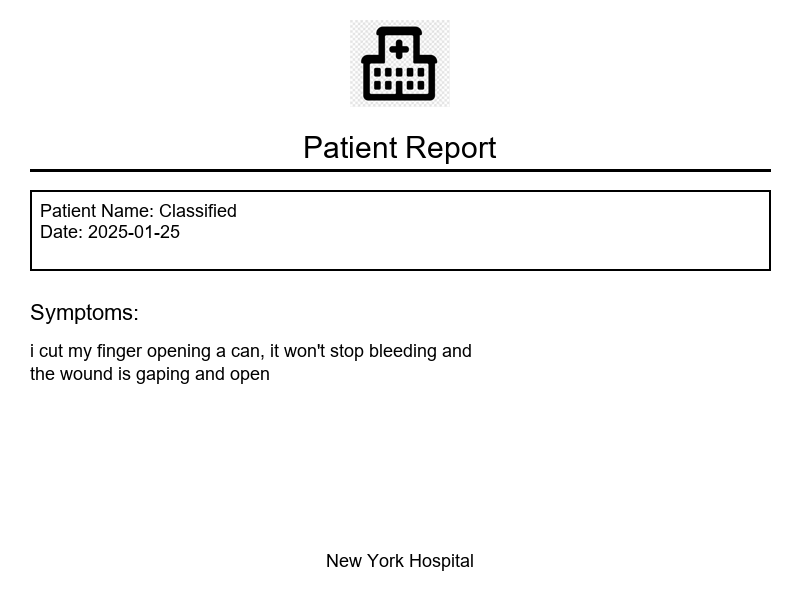 Patient Report
Patient Name: Classified
Date: 2025-01-25
Symptoms:
i cut my finger opening a can, it won't stop bleeding and
the wound is gaping and open
New York Hospital